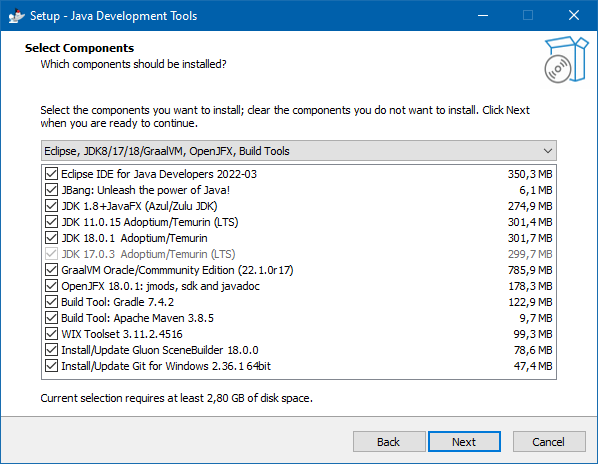 Setup - Java Development Tools
Select Components
Which components should be installed?
Select the components you want to install; clear the components you do not want to install. Click Next
when you are ready to continue.
Eclipse, JDK8/17/18/GraalVM, OpenJFX, Build Tools
Eclipse IDE for Java Developers 2022-03 350,3 MB
JBang: Unleash the power of Java! 6,1 MB
JDK 1.8+JavaFX (Azul/Zulu JDK) 274,9 MB
JDK 11.0.15 Adoptium/Temurin (LTS) 301,4 MB
JDK 18.0.1 Adoptium/Temurin 301,7 MB
JDK 17.0.3 Adoptium/Temurin (LTS) 299,7 MB
GraalVM Oracle/Commmunity Edition (22.1.0r17) 785,9 MB
OpenJFX 18.0.1: jmods, sdk and javadoc 178,3 MB
Build Tool: Gradle 7.4.2 122,9 MB
Build Tool: Apache Maven 3.8.5 9,7 MB
WIX Toolset 3.11.2.4516 99,3 MB
Install/Update Gluon SceneBuilder 18.0.0 78,6 MB
Install/Update Git for Windows 2.36.1 64bit 47,4 MB
Current selection requires at least 2,80 GB of disk space.
Back Next Cancel